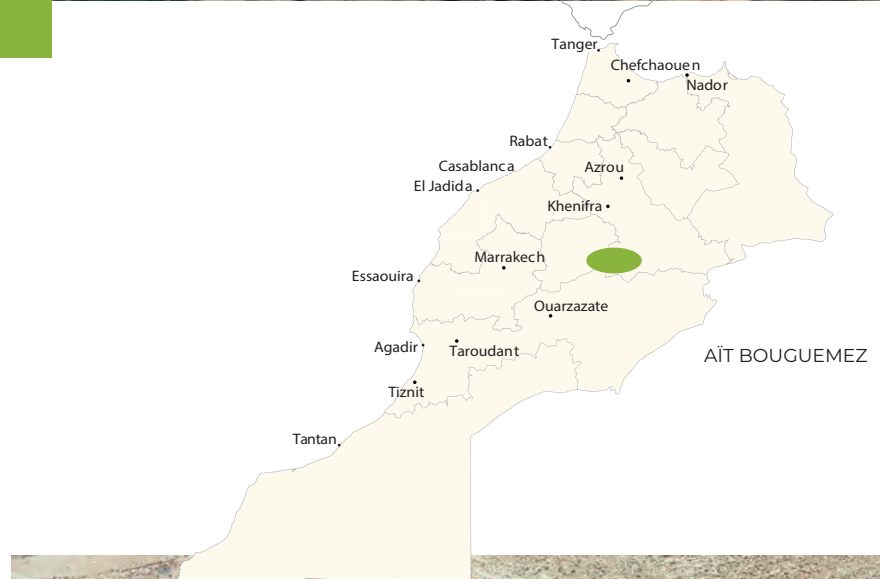 Tanger
Chefchaouen
Nador
Rabat
Casablanca
Azrou
El Jadida
Khenifra
Marrakech
Essaouira
Ouarzazate
Agadir
Taroudant
AÏT BOUGUEMEZ
Tiznit
Tantan